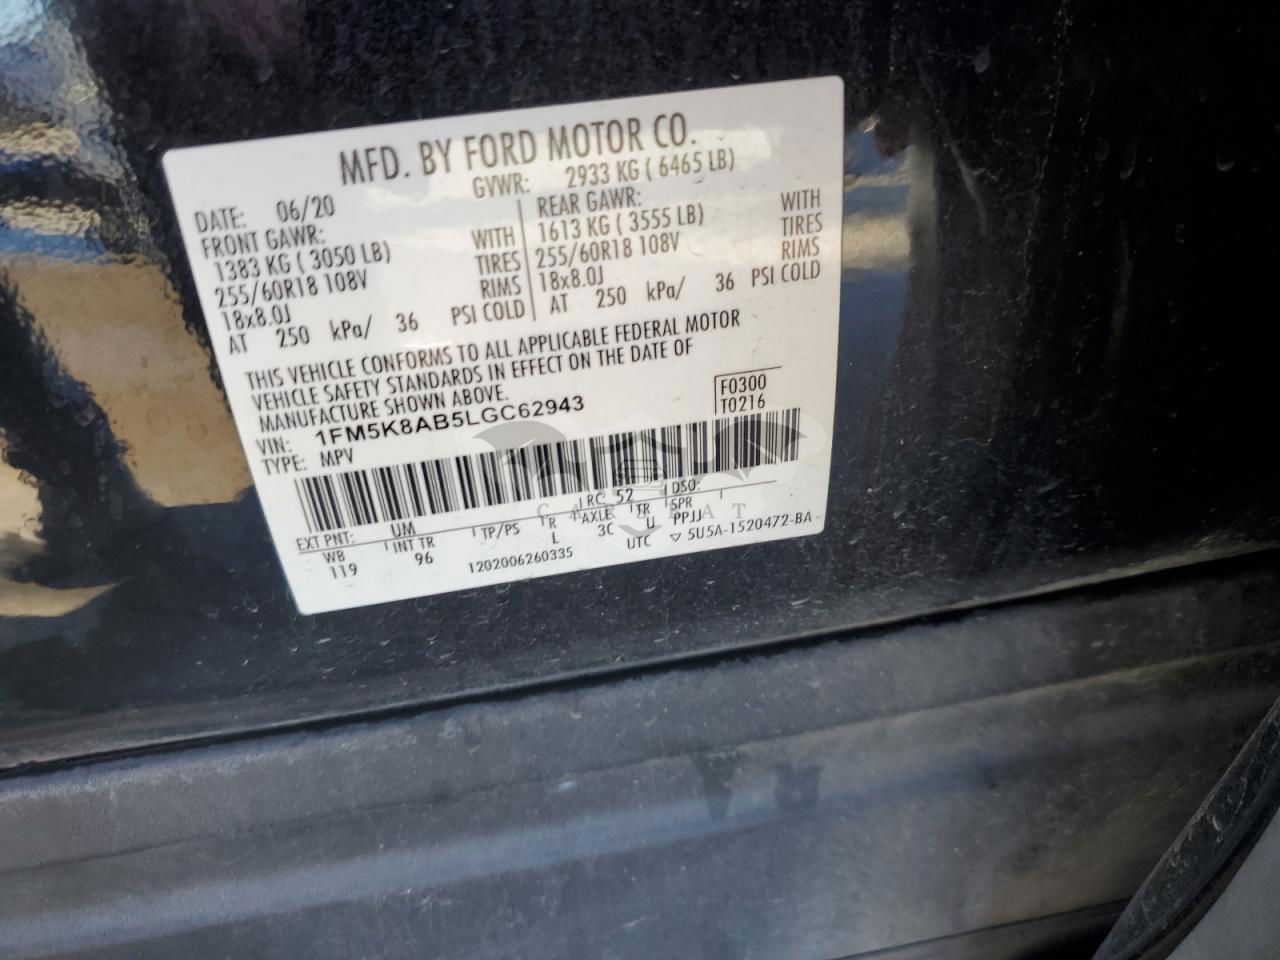 MFD. BY FORD MOTOR CO.
DATE: 06/20 GVWR: 2933 KG ( 6465 LB)
FRONT GAWR: REAR GAWR:
1383 KG ( 3050 LB) WITH 1613 KG ( 3555 LB) WITH
255/60R18 108V TIRES 255/60R18 108V TIRES
18x8.0J RIMS 18x8.0J RIMS
AT 250 kPa/ 36 PSI COLD AT 250 kPa/ 36 PSI COLD
THIS VEHICLE CONFORMS TO ALL APPLICABLE FEDERAL MOTOR
VEHICLE SAFETY STANDARDS IN EFFECT ON THE DATE OF
MANUFACTURE SHOWN ABOVE.
F0300
T0216
VIN: 1FM5K8AB5LGC62943
TYPE: MPV
EXT PNT: UM RC: 52 DSO:
WB INT TR TP/PS R AXLE TR SPR
119 96 L 3C U PPJJ
1202006260335 UTC ▽ 5U5A-1520472-BA